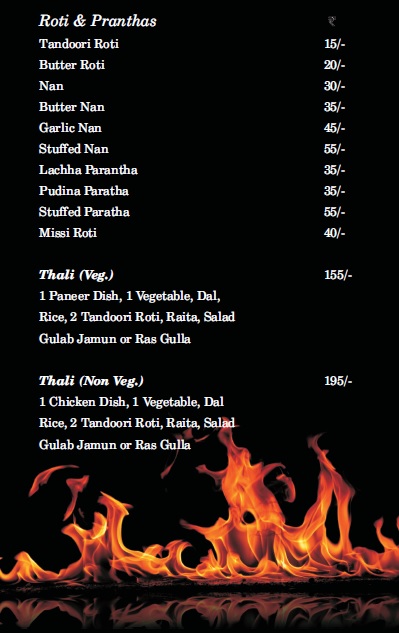 Roti & Pranthas ₹
Tandoori Roti 15/-
Butter Roti 20/-
Nan 30/-
Butter Nan 35/-
Garlic Nan 45/-
Stuffed Nan 55/-
Lachha Parantha 35/-
Pudina Paratha 35/-
Stuffed Paratha 55/-
Missi Roti 40/-
Thali (Veg.) 155/-
1 Paneer Dish, 1 Vegetable, Dal,
Rice, 2 Tandoori Roti, Raita, Salad
Gulab Jamun or Ras Gulla
Thali (Non Veg.) 195/-
1 Chicken Dish, 1 Vegetable, Dal
Rice, 2 Tandoori Roti, Raita, Salad
Gulab Jamun or Ras Gulla